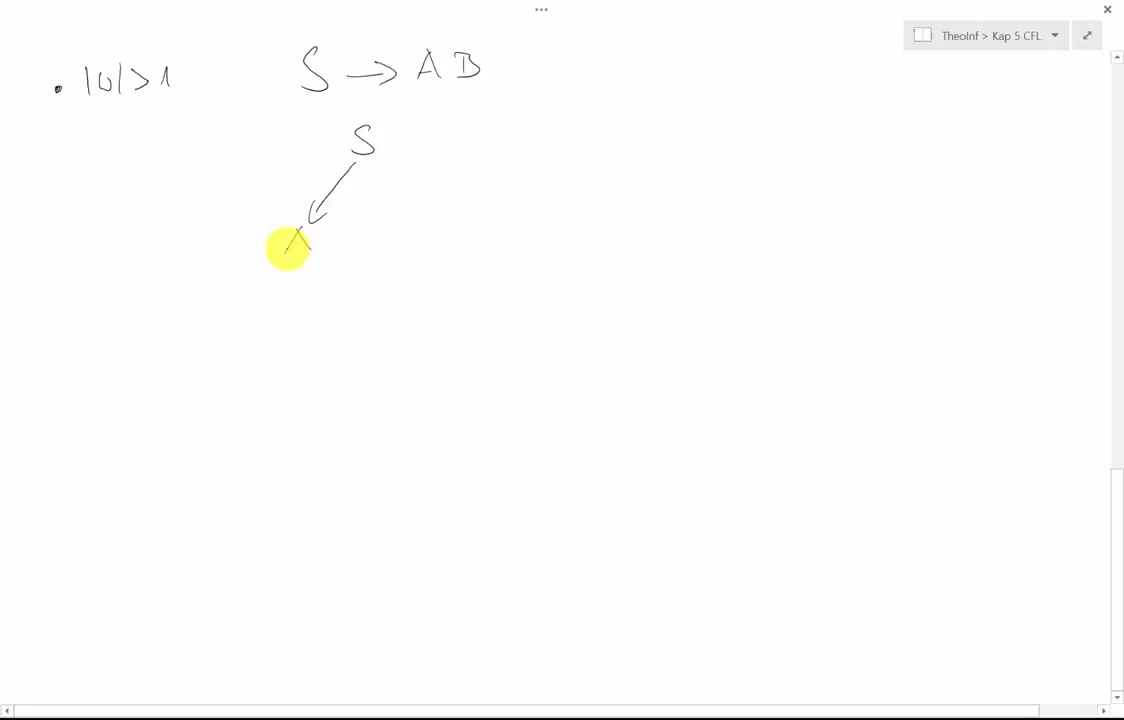 TheoInf > Kap 5 CFL
. |v|>1 S → A B
S